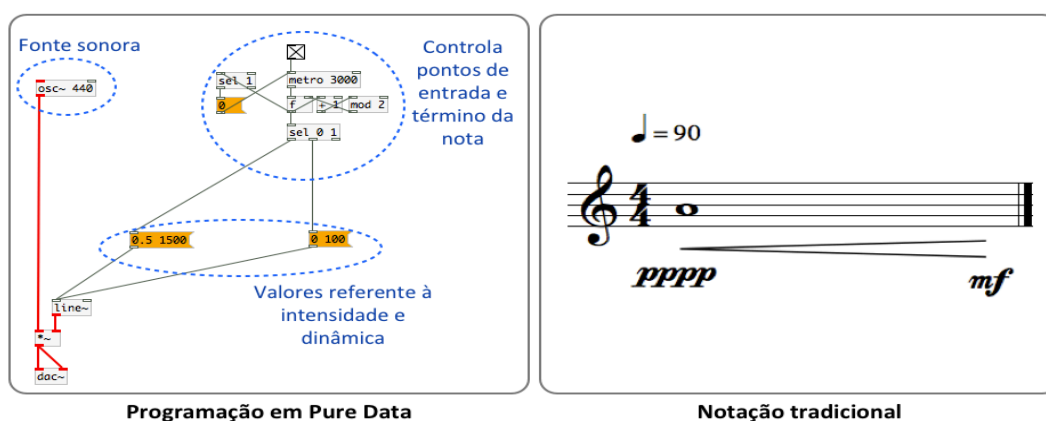 Fonte sonora
osc~ 440
sel 1
0
metro 3000
f
+ 1
mod 2
sel 0 1
Controla
pontos de
entrada e
término da
nota
0.5 1500
0 100
Valores referente à
intensidade e
dinâmica
line~
*~
dac~
Programação em Pure Data
= 90
4
4
pppp
mf
Notação tradicional